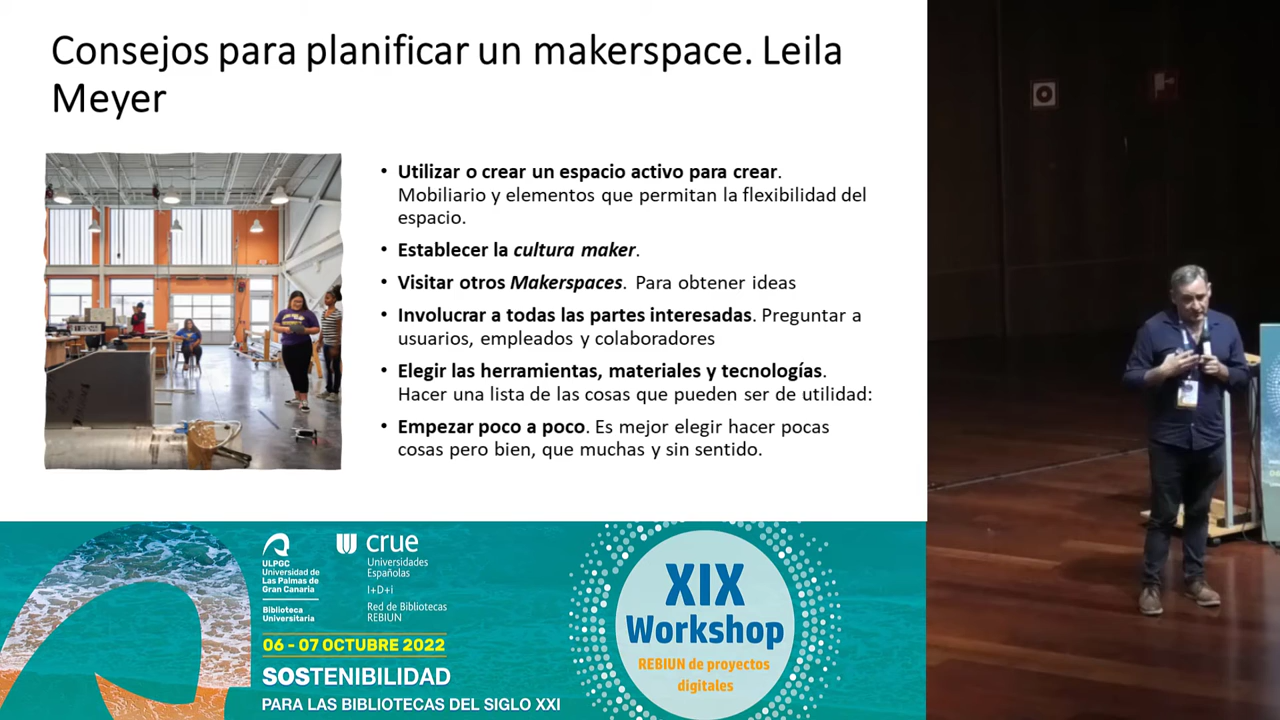 Consejos para planificar un makerspace. Leila
Meyer
• Utilizar o crear un espacio activo para crear.
Mobiliario y elementos que permitan la flexibilidad del
espacio.
• Establecer la cultura maker.
• Visitar otros Makerspaces. Para obtener ideas
• Involucrar a todas las partes interesadas. Preguntar a
usuarios, empleados y colaboradores
• Elegir las herramientas, materiales y tecnologías.
Hacer una lista de las cosas que pueden ser de utilidad:
• Empezar poco a poco. Es mejor elegir hacer pocas
cosas pero bien, que muchas y sin sentido.
ULPGC
Universidad de
Las Palmas de
Gran Canaria
Biblioteca
Universitaria
crue
Universidades
Españolas
I+D+i
Red de Bibliotecas
REBIUN
06 - 07 OCTUBRE 2022
SOSTENIBILIDAD
PARA LAS BIBLIOTECAS DEL SIGLO XXI
XIX
Workshop
REBIUN de proyectos
digitales